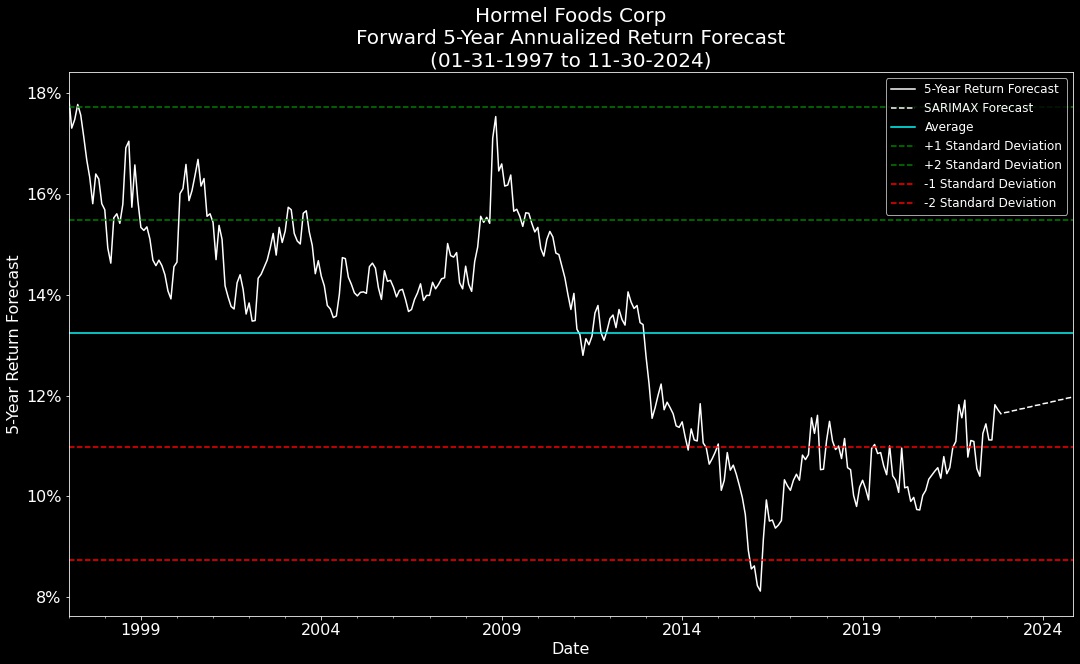 Hormel Foods Corp
Forward 5-Year Annualized Return Forecast
(01-31-1997 to 11-30-2024)
5-Year Return Forecast
SARIMAX Forecast
Average
+1 Standard Deviation
+2 Standard Deviation
-1 Standard Deviation
-2 Standard Deviation
5-Year Return Forecast
18%
16%
14%
12%
10%
8%
1999 2004 2009 2014 2019 2024
Date